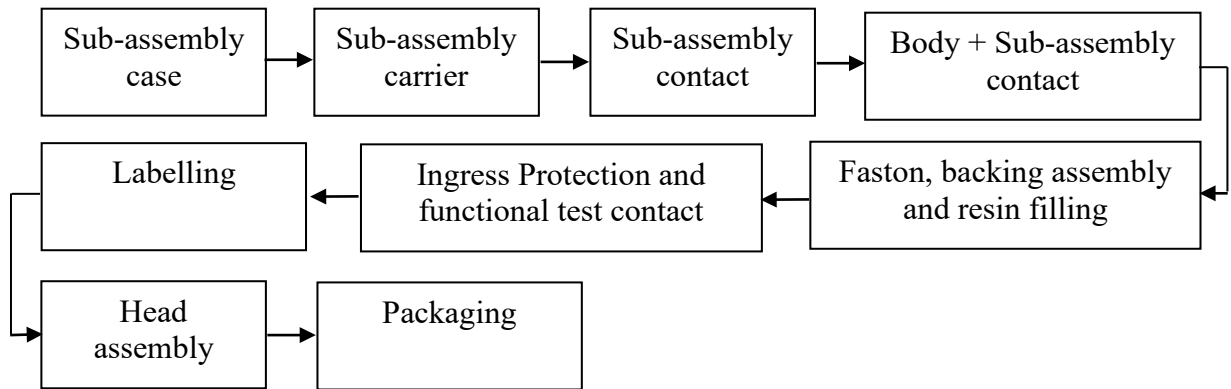 Sub-assembly
case
Sub-assembly
carrier
Sub-assembly
contact
Body + Sub-assembly
contact
Faston, backing assembly
and resin filling
Ingress Protection and
functional test contact
Labelling
Head
assembly
Packaging